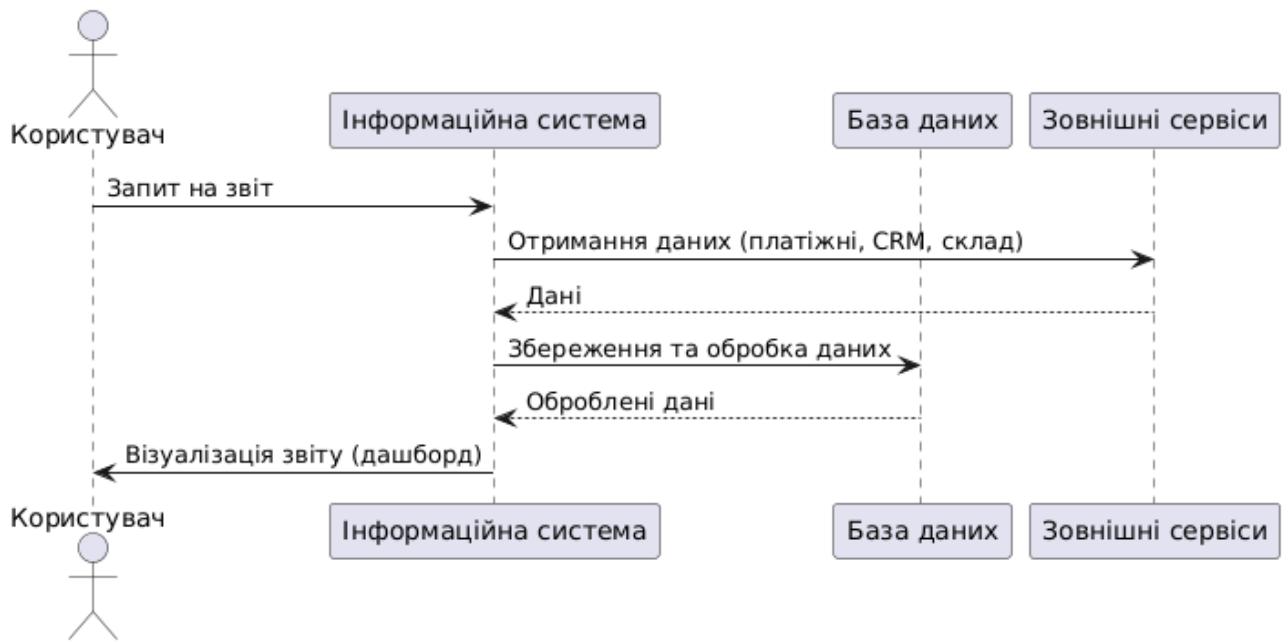 Користувач
Інформаційна система
База даних
Зовнішні сервіси
Запит на звіт
Отримання даних (платіжні, CRM, склад)
Дані
Збереження та обробка даних
Оброблені дані
Візуалізація звіту (дашборд)
Користувач
Інформаційна система
База даних
Зовнішні сервіси